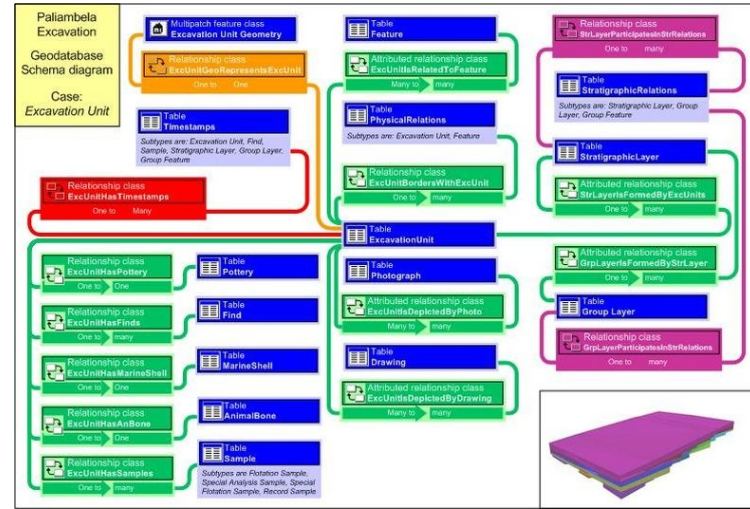 Paliambela
Excavation
Geodatabase
Schema diagram
Case:
Excavation Unit
Multipatch feature class
Excavation Unit Geometry
Relationship class
ExcUnitGeoRepresentsExcUnit
One to One
Table
Timestamps
Subtypes are: Excavation Unit, Find,
Sample, Stratigraphic Layer, Group Layer,
Group Feature
Relationship class
ExcUnitHasTimestamps
One to Many
Relationship class
ExcUnitHasPottery
One to One
Table
Pottery
Relationship class
ExcUnitHasFinds
One to many
Table
Find
Relationship class
ExcUnitHasMarineShell
One to One
Table
MarineShell
Relationship class
ExcUnitHasAnBone
One to One
Table
AnimalBone
Relationship class
ExcUnitHasSamples
One to many
Table
Sample
Subtypes are Flotation Sample,
Special Analysis Sample, Special
Flotation Sample, Record Sample
Table
Feature
Attributed relationship class
ExcUnitIsRelatedToFeature
Many to many
Table
PhysicalRelations
Subtypes are: Excavation Unit, Feature
Relationship class
ExcUnitBordersWithExcUnit
One to many
Table
ExcavationUnit
Table
Photograph
Attributed relationship class
ExcUnitIsDepictedByPhoto
Many to many
Table
Drawing
Attributed relationship class
ExcUnitIsDepictedByDrawing
Many to many
Relationship class
StrLayerParticipatesInStrRelations
One to many
Table
StratigraphicRelations
Subtypes are: Stratigraphic Layer, Group
Layer, Group Feature
Table
StratigraphicLayer
Attributed relationship class
StrLayerIsFormedByExcUnits
One to many
Attributed relationship class
GrpLayerIsFormedByStrLayer
One to many
Table
Group Layer
Relationship class
GrpLayerParticipatesInStrRelations
One to many